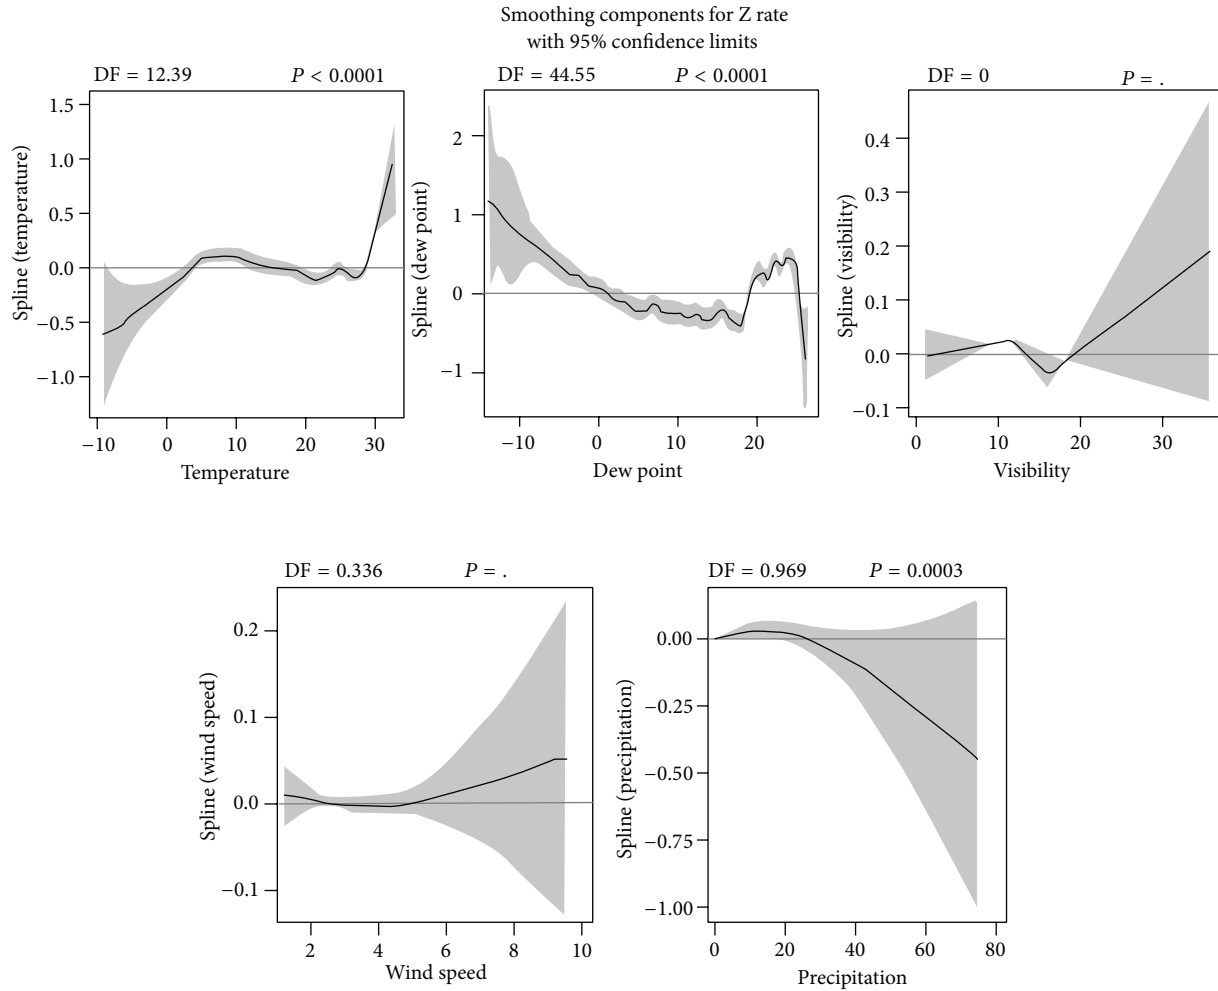 Smoothing components for Z rate
with 95% confidence limits
DF = 12.39 P < 0.0001
1.5
1.0
0.5
0.0
−0.5
−1.0
Spline (temperature)
−10 0 10 20 30
Temperature
DF = 44.55 P < 0.0001
2
1
0
−1
Spline (dew point)
−10 0 10 20
Dew point
DF = 0 P = .
0.4
0.3
0.2
0.1
0.0
−0.1
Spline (visibility)
0 10 20 30
Visibility
DF = 0.336 P = .
0.2
0.1
0.0
−0.1
Spline (wind speed)
2 4 6 8 10
Wind speed
DF = 0.969 P = 0.0003
0.00
−0.25
−0.50
−0.75
−1.00
Spline (precipitation)
0 20 40 60 80
Precipitation